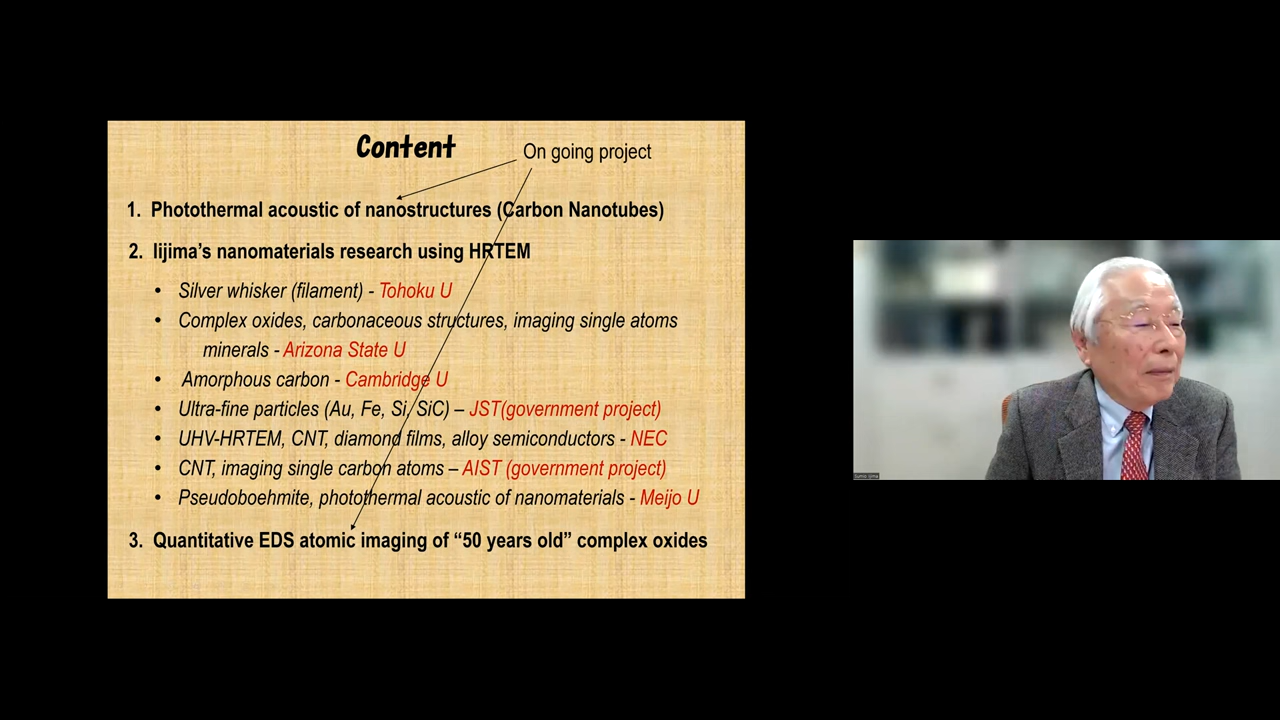 Content
On going project
1. Photothermal acoustic of nanostructures (Carbon Nanotubes)
2. Iijima's nanomaterials research using HRTEM
• Silver whisker (filament) - Tohoku U
• Complex oxides, carbonaceous structures, imaging single atoms
minerals - Arizona State U
• Amorphous carbon - Cambridge U
• Ultra-fine particles (Au, Fe, Si, SiC) – JST(government project)
• UHV-HRTEM, CNT, diamond films, alloy semiconductors - NEC
• CNT, imaging single carbon atoms – AIST (government project)
• Pseudoboehmite, photothermal acoustic of nanomaterials - Meijo U
3. Quantitative EDS atomic imaging of “50 years old” complex oxides
Sumio Iijima